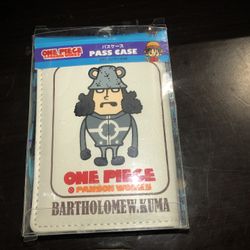 ONE PIECE
パスケース
PASS CASE
ONE PIECE
PANSON WORKS
BARTHOLOMEW.KUMA